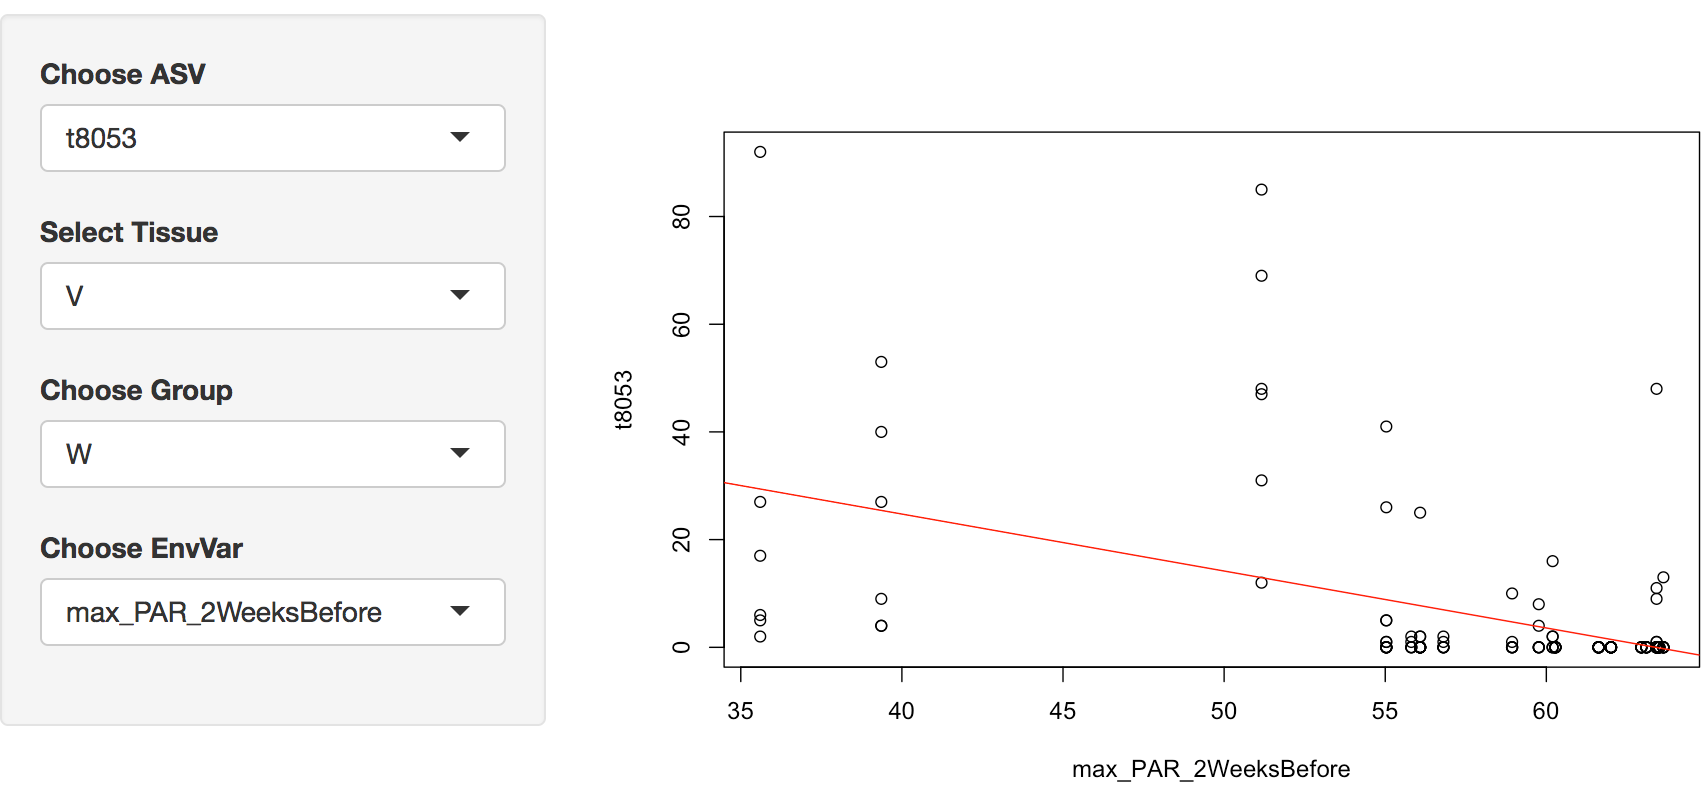 Choose ASV
t8053
Select Tissue
V
Choose Group
W
Choose EnvVar
max_PAR_2WeeksBefore
t8053
80
60
40
20
0
35 40 45 50 55 60
max_PAR_2WeeksBefore